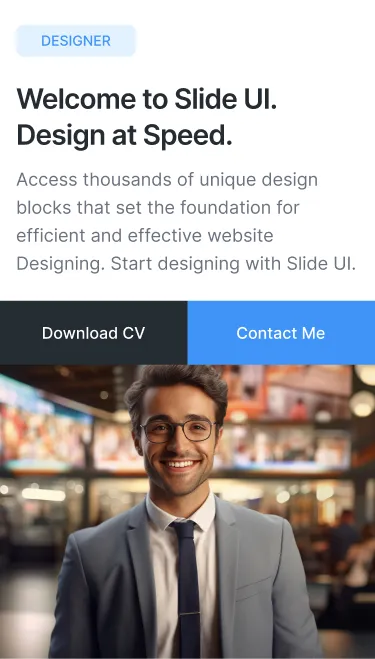 DESIGNER
Welcome to Slide UI.
Design at Speed.
Access thousands of unique design
blocks that set the foundation for
efficient and effective website
Designing. Start designing with Slide UI.
Download CV
Contact Me